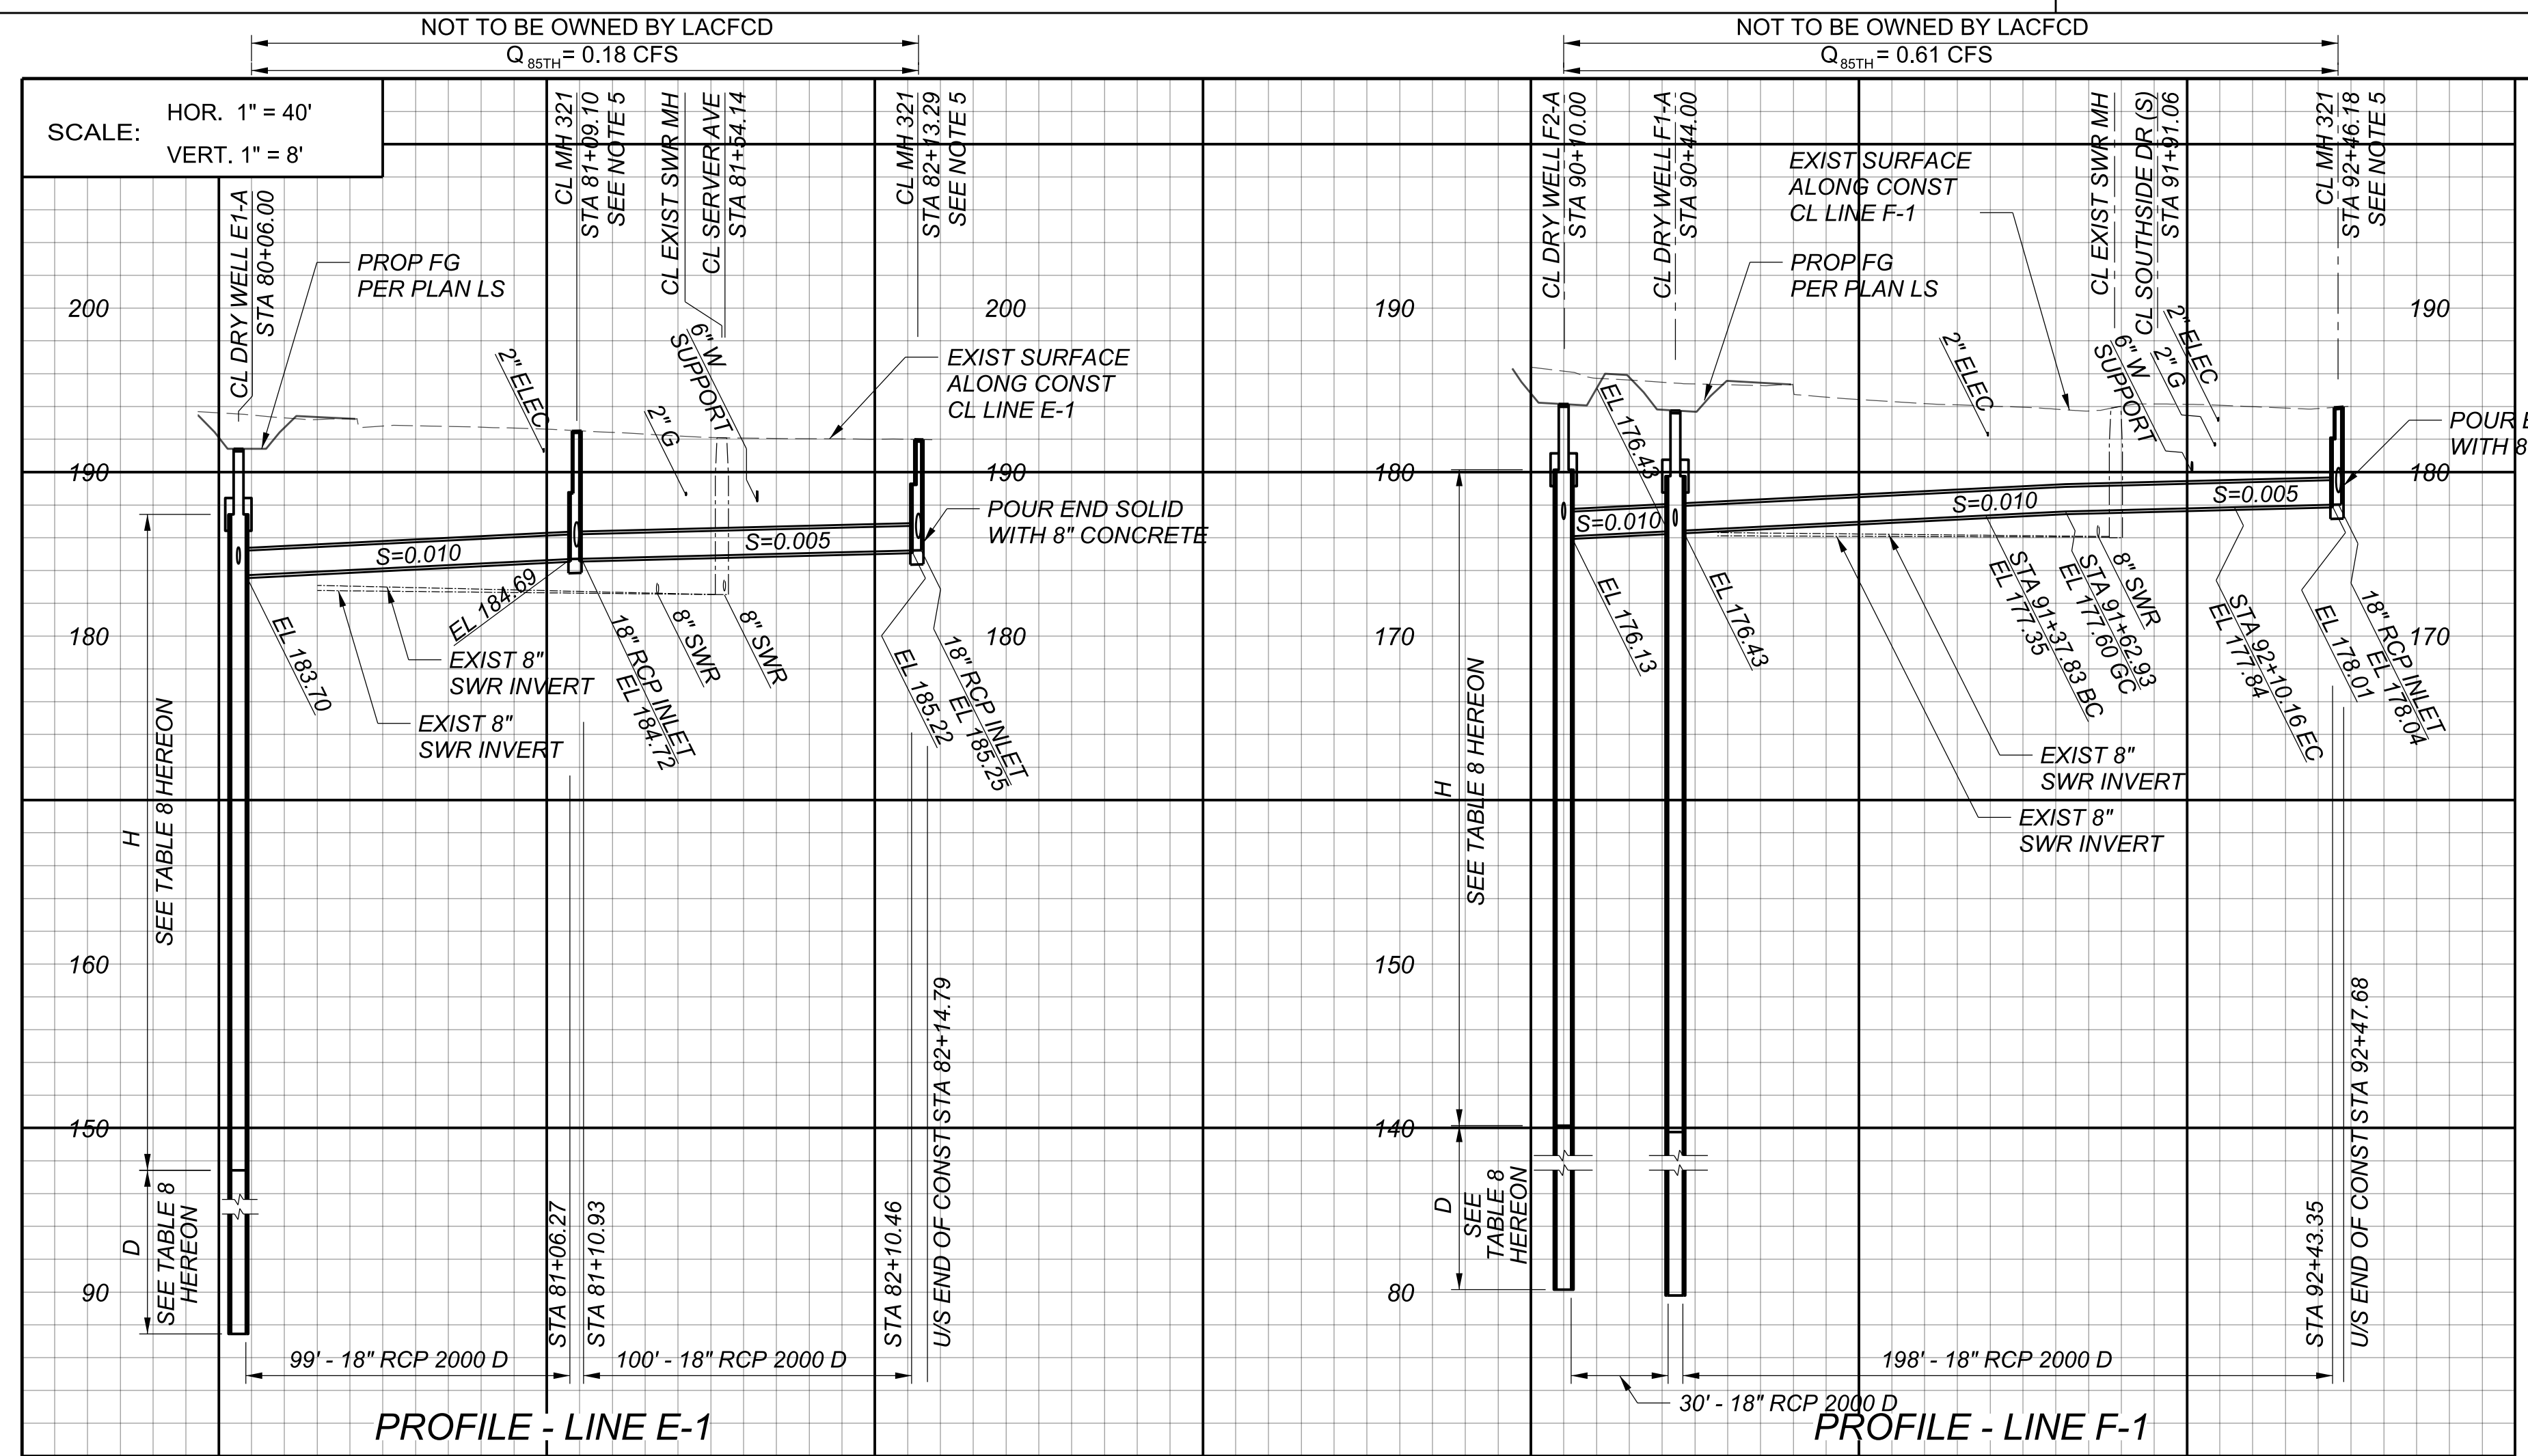 NOT TO BE OWNED BY LACFCD
Q 85TH = 0.18 CFS
NOT TO BE OWNED BY LACFCD
Q 85TH = 0.61 CFS
SCALE:
HOR. 1" = 40'
VERT. 1" = 8'
CL DRY WELL E1-A
STA 80+06.00
PROP FG
PER PLAN LS
CL MH 321
STA 81+09.10
SEE NOTE 5
CL EXIST SWR MH
CL SERVER AVE
STA 81+54.14
CL MH 321
STA 82+13.29
SEE NOTE 5
2" ELEC
2" G
6" W
SUPPORT
EXIST SURFACE
ALONG CONST
CL LINE E-1
POUR END SOLID
WITH 8" CONCRETE
200
190
180
160
150
90
200
190
180
S=0.010
S=0.005
EL 183.70
EL 184.69
18" RCP INLET
EL 184.72
8" SWR
8" SWR
EL 185.22
18" RCP INLET
EL 185.25
EXIST 8"
SWR INVERT
EXIST 8"
SWR INVERT
H
SEE TABLE 8 HEREON
D
SEE TABLE 8
HEREON
STA 81+06.27
STA 81+10.93
STA 82+10.46
U/S END OF CONST STA 82+14.79
99' - 18" RCP 2000 D
100' - 18" RCP 2000 D
PROFILE - LINE E-1
CL DRY WELL F2-A
STA 90+10.00
CL DRY WELL F1-A
STA 90+44.00
EXIST SURFACE
ALONG CONST
CL LINE F-1
PROP FG
PER PLAN LS
CL EXIST SWR MH
CL SOUTHSIDE DR (S)
STA 91+91.06
CL MH 321
STA 92+46.18
SEE NOTE 5
2" ELEC
6" W
SUPPORT
2" G
2" ELEC
POUR E
WITH 8
190
180
170
150
140
80
190
180
170
EL 176.43
S=0.010
S=0.010
S=0.005
EL 176.13
EL 176.43
STA 91+37.83 BC
EL 177.35
STA 91+62.93
EL 177.60 GC
8" SWR
STA 92+10.16 EC
EL 177.84
EL 178.01
18" RCP INLET
EL 178.04
EXIST 8"
SWR INVERT
EXIST 8"
SWR INVERT
H
SEE TABLE 8 HEREON
D
SEE
TABLE 8
HEREON
STA 92+43.35
U/S END OF CONST STA 92+47.68
198' - 18" RCP 2000 D
30' - 18" RCP 2000 D
PROFILE - LINE F-1